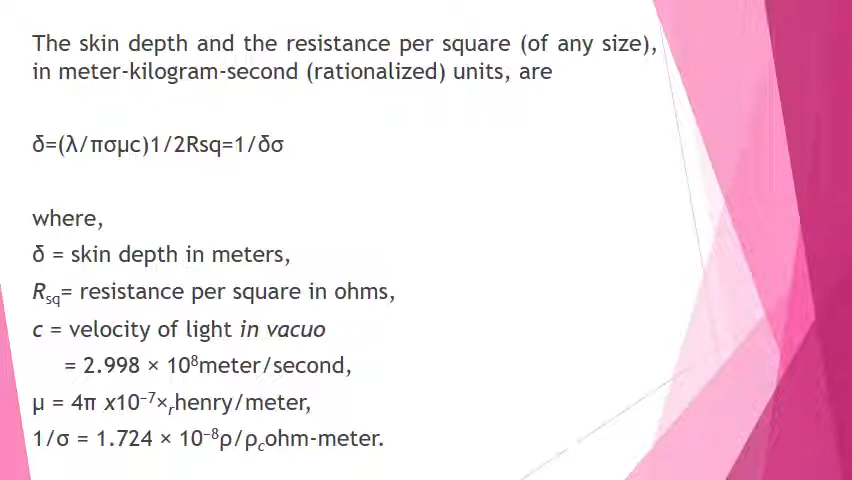 The skin depth and the resistance per square (of any size),
in meter-kilogram-second (rationalized) units, are
δ=(λ/πσμc)1/2Rsq=1/δσ
where,
δ = skin depth in meters,
Rsq= resistance per square in ohms,
c = velocity of light in vacuo
= 2.998 × 10⁸meter/second,
μ = 4π x10⁻⁷×ᵣhenry/meter,
1/σ = 1.724 × 10⁻⁸ρ/ρcohm-meter.